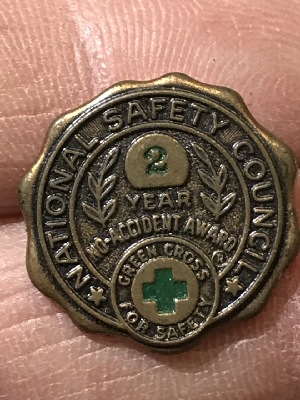 NATIONAL SAFETY COUNCIL
2
YEAR
NO-ACCIDENT AWARD
GREEN CROSS
FOR SAFETY